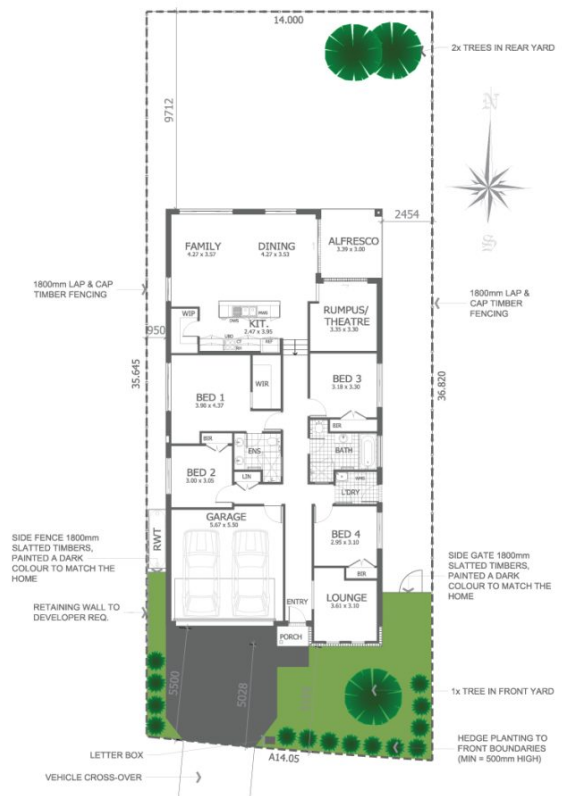 14.000
2x TREES IN REAR YARD
9712
N
S
2454
FAMILY
4.27 x 3.57
DINING
4.27 x 3.53
ALFRESCO
3.39 x 3.00
1800mm LAP & CAP
TIMBER FENCING
1800mm LAP &
CAP TIMBER
FENCING
RUMPUS/
THEATRE
3.35 x 3.30
WIP
KIT.
2.47 x 3.95
950
35.645
36.820
BED 1
3.96 x 4.37
WIR
BED 3
3.18 x 3.30
BIR
BIR
ENS
BATH
BED 2
3.00 x 3.05
LIN
L'DRY
GARAGE
5.67 x 5.50
BED 4
2.95 x 3.10
RWT
SIDE FENCE 1800mm
SLATTED TIMBERS,
PAINTED A DARK
COLOUR TO MATCH THE
HOME
SIDE GATE 1800mm
SLATTED TIMBERS,
PAINTED A DARK
COLOUR TO MATCH THE
HOME
BIR
LOUNGE
3.61 x 3.10
ENTRY
RETAINING WALL TO
DEVELOPER REQ.
PORCH
5500
5028
1x TREE IN FRONT YARD
HEDGE PLANTING TO
FRONT BOUNDARIES
(MIN = 500mm HIGH)
LETTER BOX
A14.05
VEHICLE CROSS-OVER